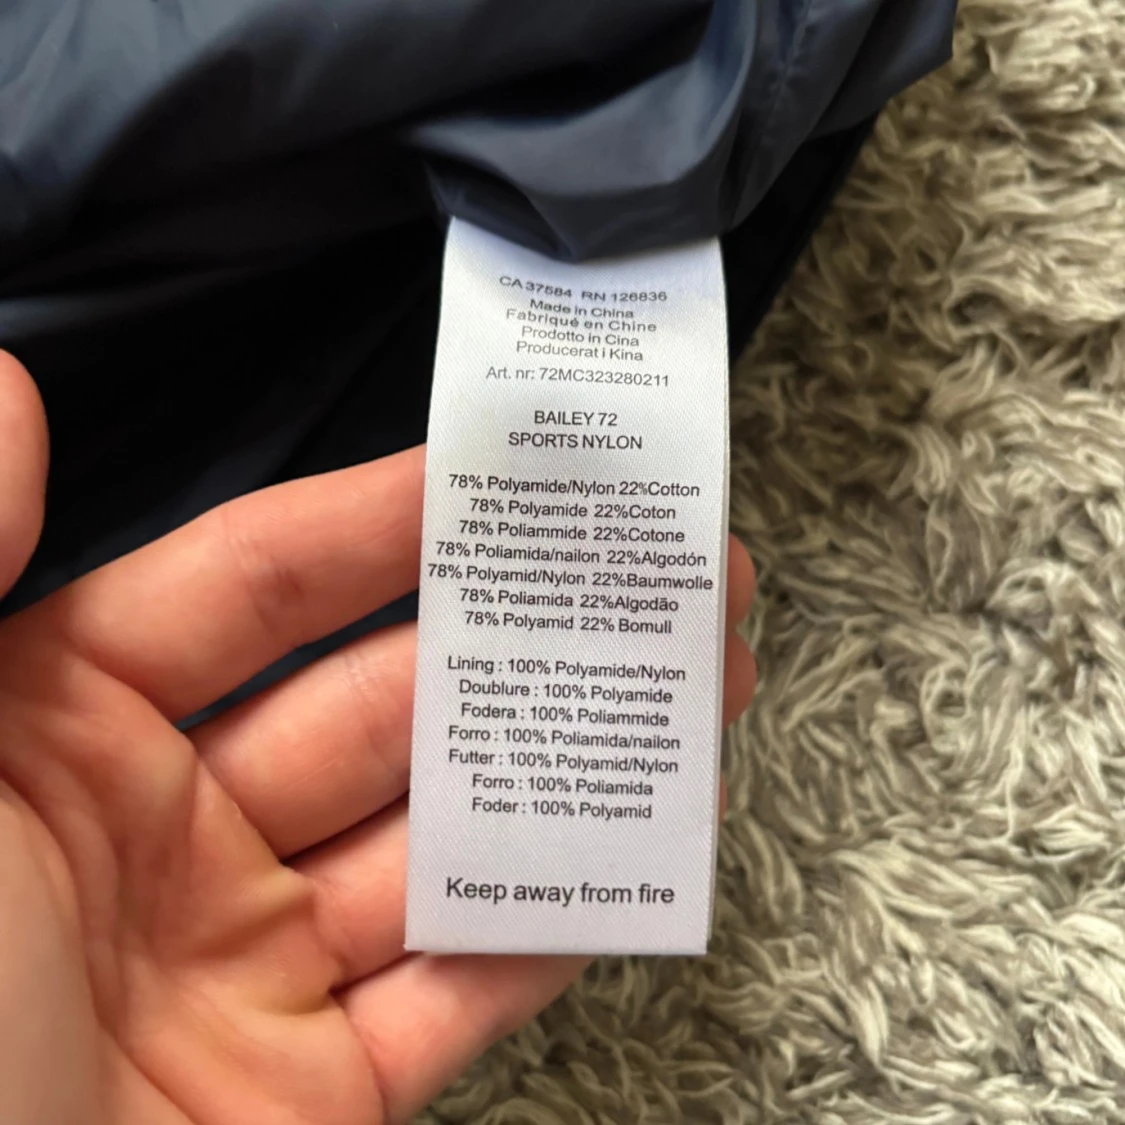 CA 37584 RN 126836
Made in China
Fabriqué en Chine
Prodotto in Cina
Producerat i Kina
Art. nr: 72MC323280211
BAILEY 72
SPORTS NYLON
78% Polyamide/Nylon 22%Cotton
78% Polyamide 22%Coton
78% Poliammide 22%Cotone
78% Poliamida/nailon 22%Algodón
78% Polyamid/Nylon 22%Baumwolle
78% Poliamida 22%Algodão
78% Polyamid 22% Bomull
Lining : 100% Polyamide/Nylon
Doublure : 100% Polyamide
Fodera : 100% Poliammide
Forro : 100% Poliamida/nailon
Futter : 100% Polyamid/Nylon
Forro : 100% Poliamida
Foder : 100% Polyamid
Keep away from fire